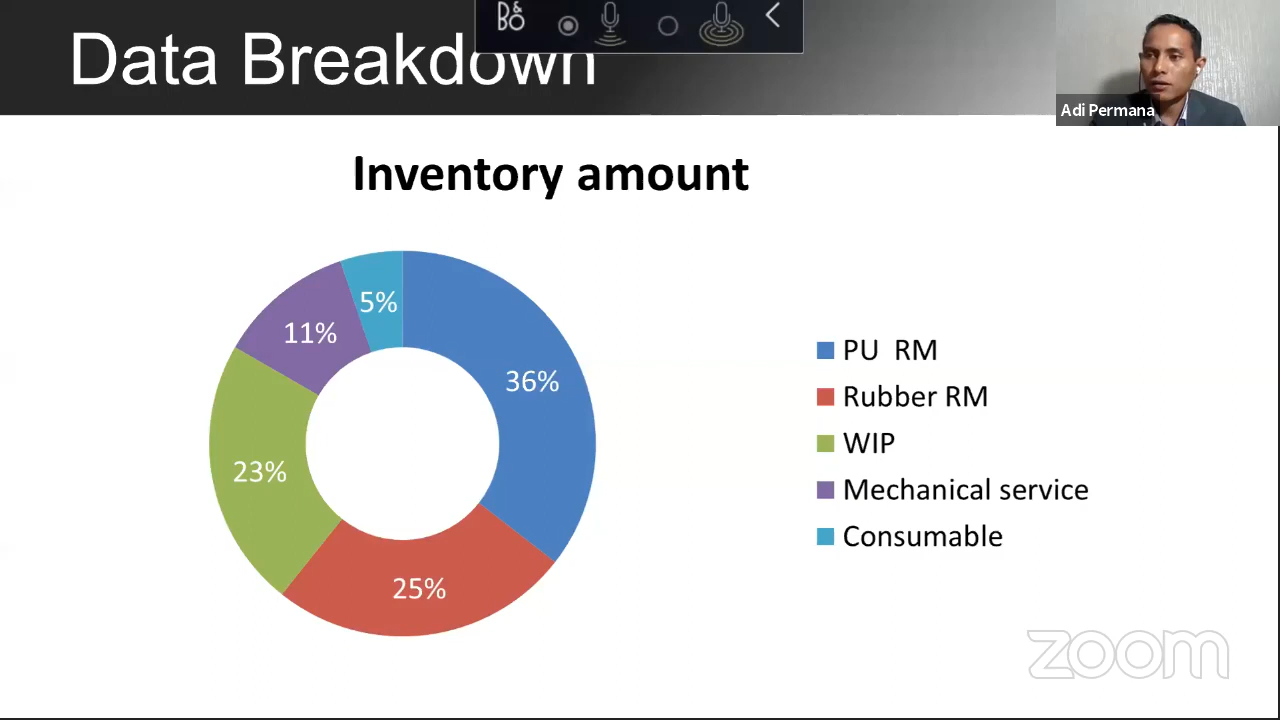 B&O
Data Breakdown
Adi Permana
Inventory amount
5%
11%
36%
23%
25%
PU RM
Rubber RM
WIP
Mechanical service
Consumable
zoom